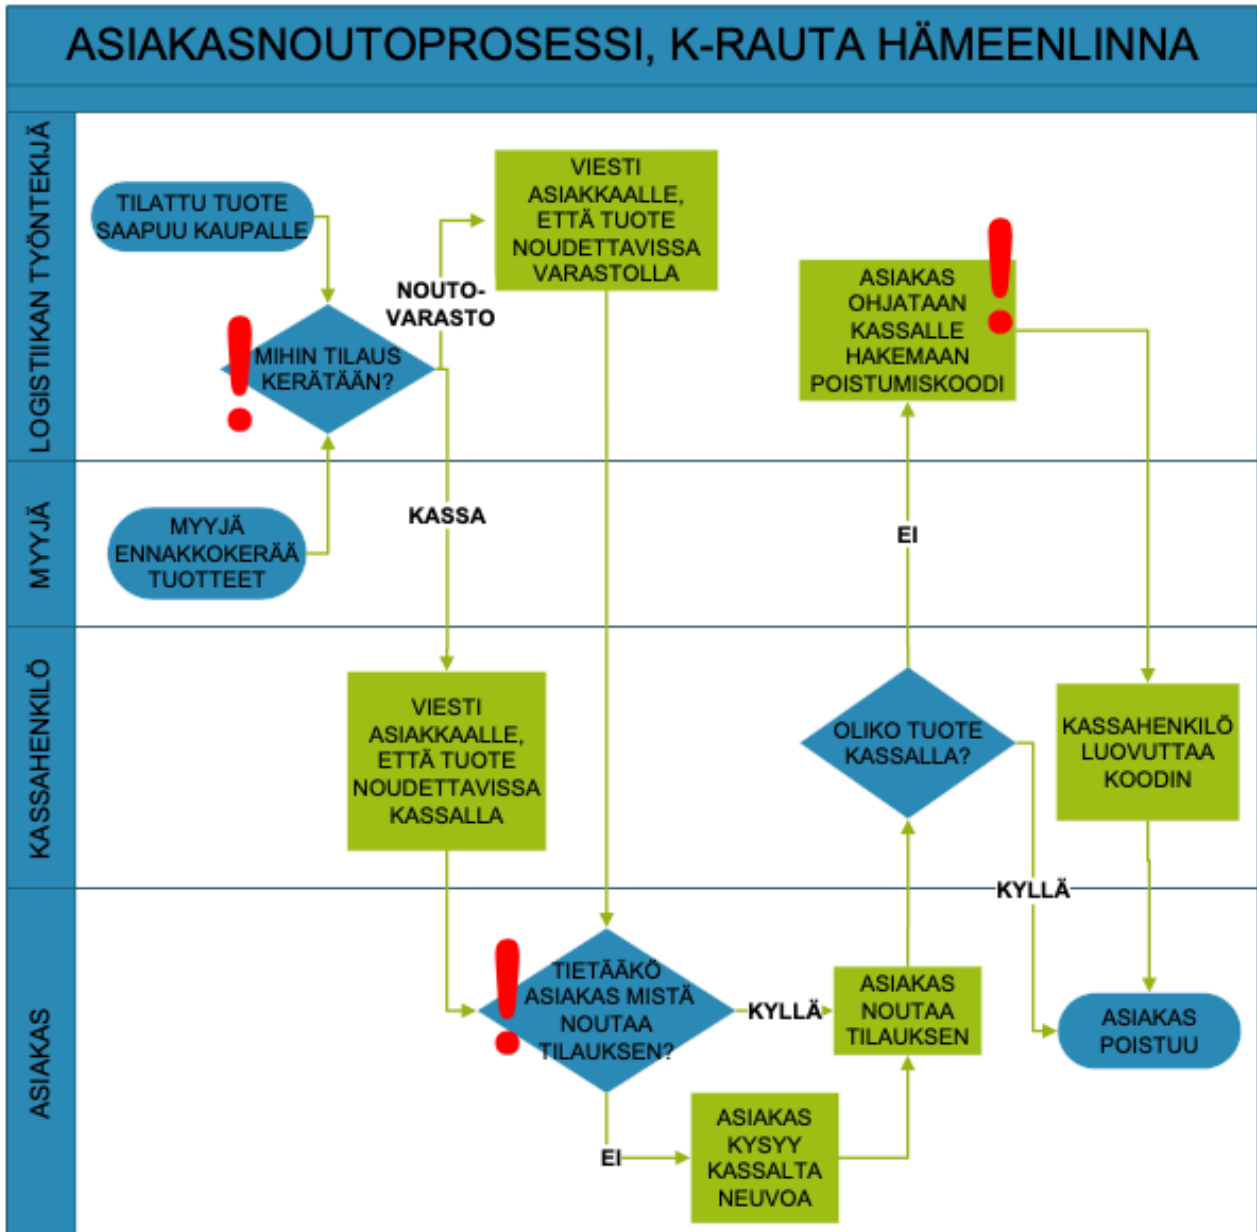 ASIAKASNOUTOPROSESSI, K-RAUTA HÄMEENLINNA
LOGISTIIKAN TYÖNTEKIJÄ
TILATTU TUOTE
SAAPUU KAUPALLE
VIESTI
ASIAKKAALLE,
ETTÄ TUOTE
NOUDETTAVISSA
VARASTOLLA
NOUTO-
VARASTO
MIHIN TILAUS
KERÄTÄÄN?
!
ASIAKAS
OHJATAAN
KASSALLE
HAKEMAAN
POISTUMISKOODI
!
MYYJÄ
MYYJÄ
ENNAKKOKERÄÄ
TUOTTEET
KASSA
EI
KASSAHENKILÖ
VIESTI
ASIAKKAALLE,
ETTÄ TUOTE
NOUDETTAVISSA
KASSALLA
OLIKO TUOTE
KASSALLA?
KASSAHENKILÖ
LUOVUTTAA
KOODIN
KYLLÄ
ASIAKAS
!
TIETÄÄKÖ
ASIAKAS MISTÄ
NOUTAA
TILAUKSEN?
KYLLÄ
ASIAKAS
NOUTAA
TILAUKSEN
ASIAKAS
POISTUU
EI
ASIAKAS
KYSYY
KASSALTA
NEUVOA